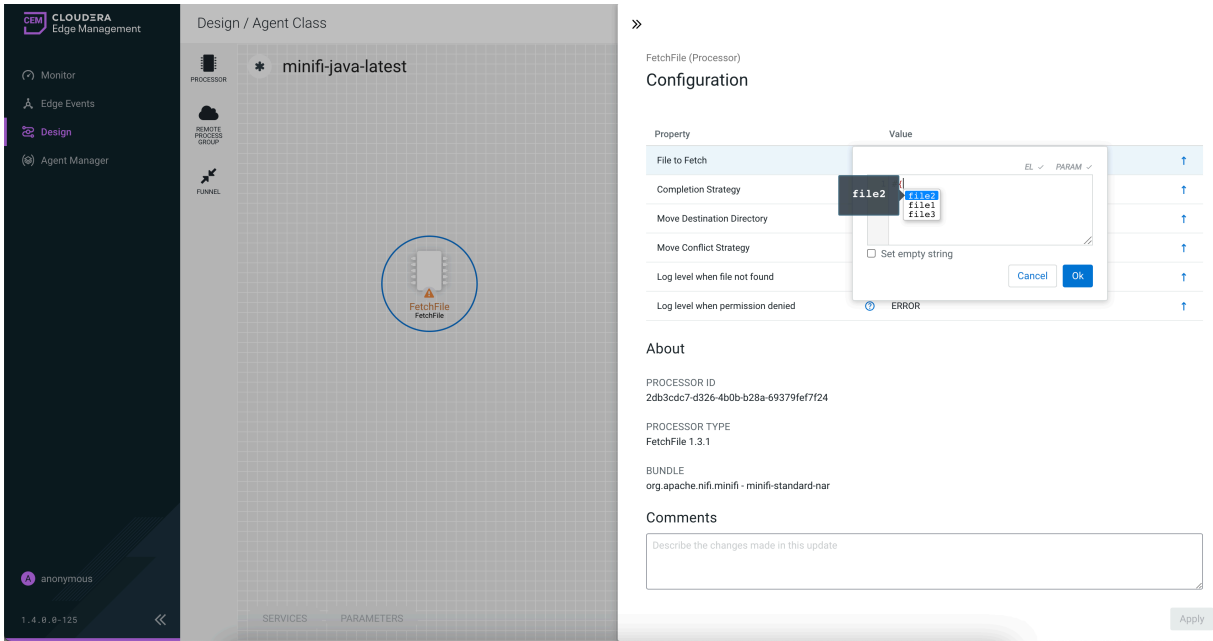 CEM CLOUDERA
Edge Management
Monitor
Edge Events
Design
Agent Manager
A anonymous
1.4.0.0-125
Design / Agent Class
PROCESSOR
REMOTE
PROCESS
GROUP
FUNNEL
minifi-java-latest
FetchFile
FetchFile
SERVICES PARAMETERS
FetchFile (Processor)
Configuration
Property Value
File to Fetch
Completion Strategy
Move Destination Directory
Move Conflict Strategy
Log level when file not found
Log level when permission denied ERROR
EL PARAM
file2
file2
file1
file3
Set empty string
Cancel Ok
About
PROCESSOR ID
2db3cdc7-d326-4b0b-b28a-69379fef7f24
PROCESSOR TYPE
FetchFile 1.3.1
BUNDLE
org.apache.nifi.minifi - minifi-standard-nar
Comments
Describe the changes made in this update
Apply